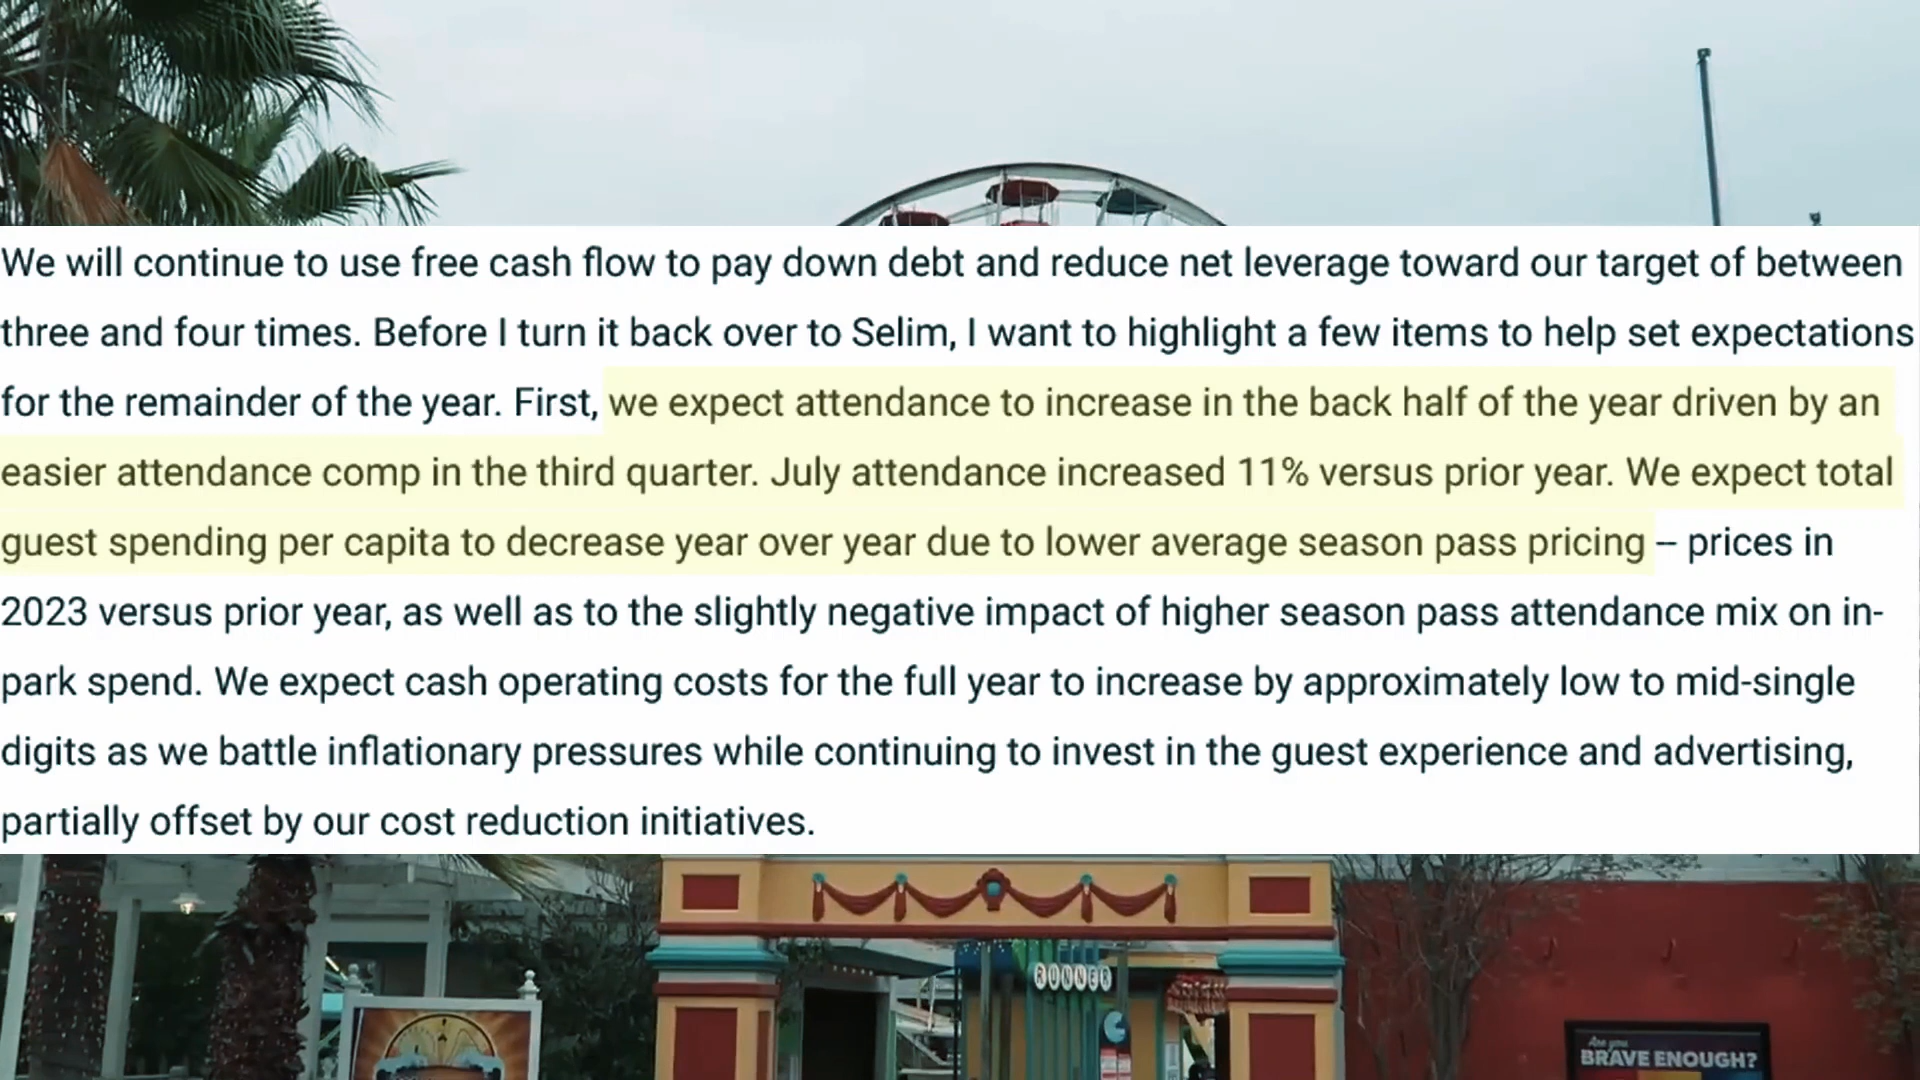 We will continue to use free cash flow to pay down debt and reduce net leverage toward our target of between
three and four times. Before I turn it back over to Selim, I want to highlight a few items to help set expectations
for the remainder of the year. First, we expect attendance to increase in the back half of the year driven by an
easier attendance comp in the third quarter. July attendance increased 11% versus prior year. We expect total
guest spending per capita to decrease year over year due to lower average season pass pricing -- prices in
2023 versus prior year, as well as to the slightly negative impact of higher season pass attendance mix on in-
park spend. We expect cash operating costs for the full year to increase by approximately low to mid-single
digits as we battle inflationary pressures while continuing to invest in the guest experience and advertising,
partially offset by our cost reduction initiatives.
RUNNER
Are you
BRAVE ENOUGH?